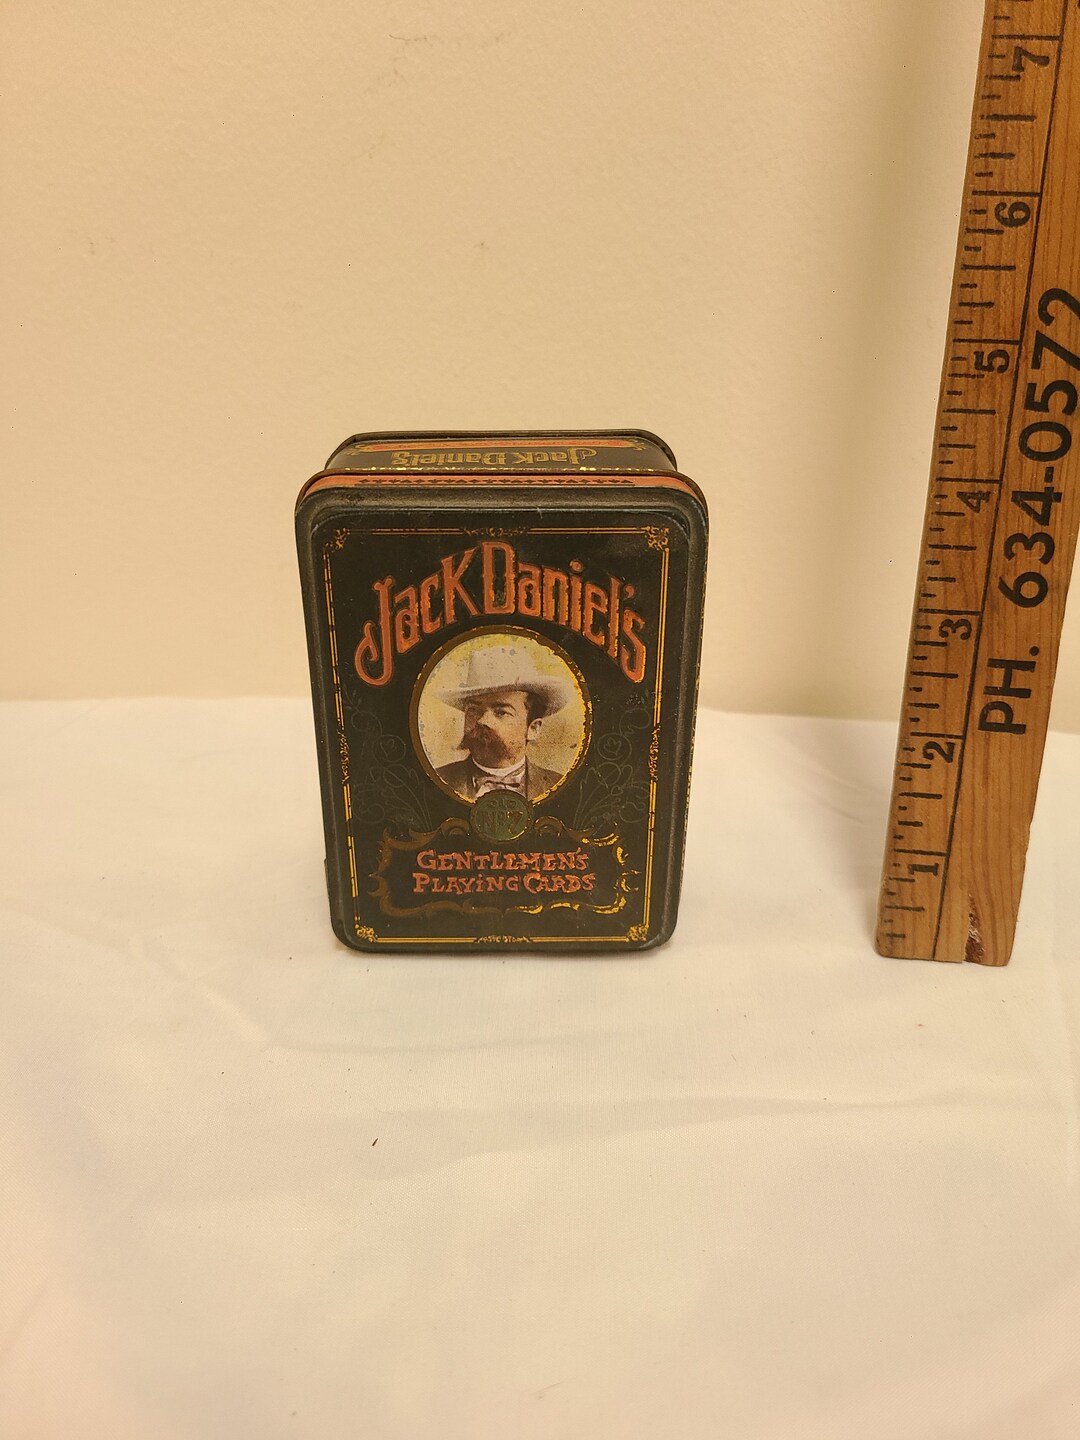 Jack Daniel's
Jack Daniel's
OLD
No. 7
GENTLEMEN'S
PLAYING CARDS
7
6
5
4
3
2
1
PH. 634-0572